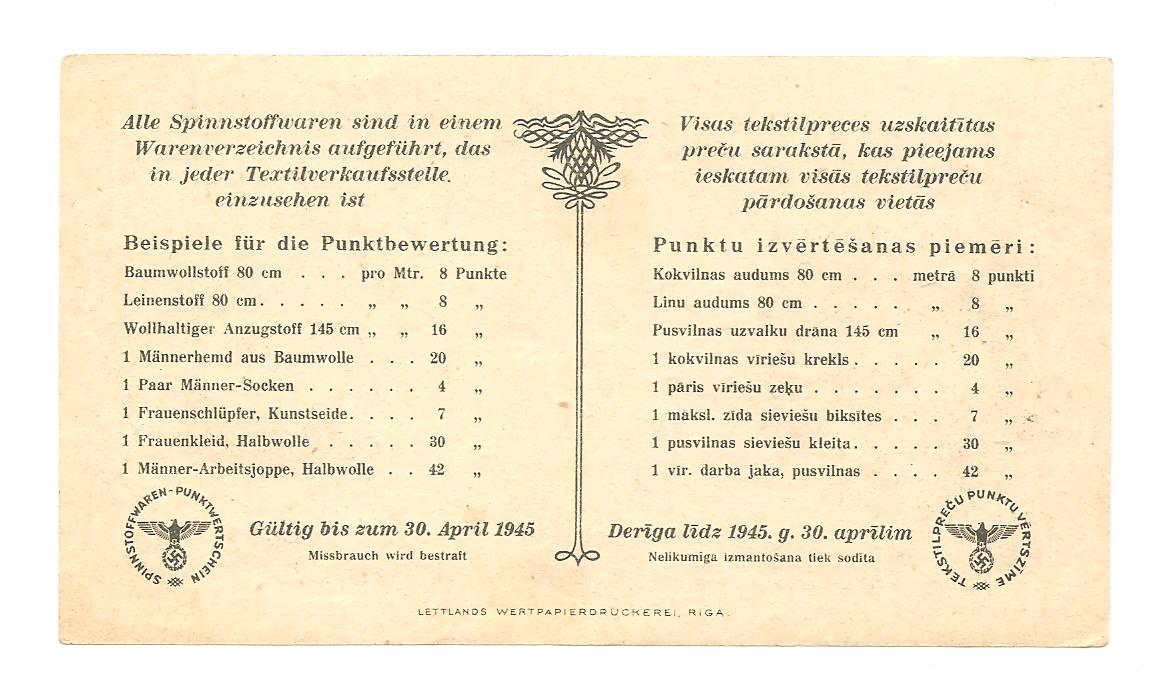 Alle Spinnstoffwaren sind in einem
Warenverzeichnis aufgeführt, das
in jeder Textilverkaufsstelle.
einzusehen ist
Beispiele für die Punktbewertung:
Baumwollstoff 80 cm . . . pro Mtr. 8 Punkte
Leinenstoff 80 cm . . . . . „ „ 8 „
Wollhaltiger Anzugstoff 145 cm „ „ 16 „
1 Männerhemd aus Baumwolle . . . 20 „
1 Paar Männer-Socken . . . . . . 4 „
1 Frauenschlüpfer, Kunstseide . . . . 7 „
1 Frauenkleid, Halbwolle . . . . . 30 „
1 Männer-Arbeitsjoppe, Halbwolle . . 42 „
SPINNSTOFFWAREN-PUNKTWERTSCHEIN
Gültig bis zum 30. April 1945
Missbrauch wird bestraft
Visas tekstilpreces uzskaitītas
preču sarakstā, kas pieejams
ieskatam visās tekstilpreču
pārdošanas vietās
Punktu izvērtēšanas piemēri:
Kokvilnas audums 80 cm . . . metrā 8 punkti
Linu audums 80 cm . . . . . „ 8 „
Pusvilnas uzvalku drāna 145 cm „ 16 „
1 kokvilnas vīriešu krekls . . . . . 20 „
1 pāris vīriešu zeķu . . . . . . . 4 „
1 māksl. zīda sieviešu biksītes . . . 7 „
1 pusvilnas sieviešu kleita . . . . . 30 „
1 vīr. darba jaka, pusvilnas . . . . 42 „
Derīga līdz 1945. g. 30. aprīlim
Nelikumīga izmantošana tiek sodīta
TEKSTILPREČU PUNKTU VĒRTSZĪME
LETTLANDS WERTPAPIERDRUCKEREI, RIGA.